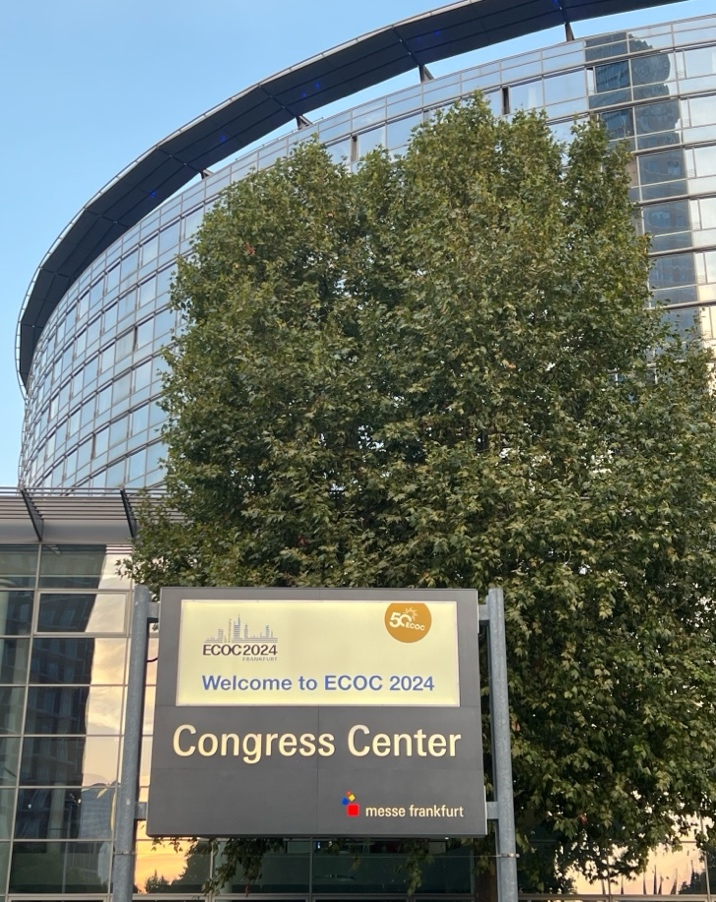 ECOC2024
FRANKFURT
50 ECOC
Welcome to ECOC 2024
Congress Center
messe frankfurt